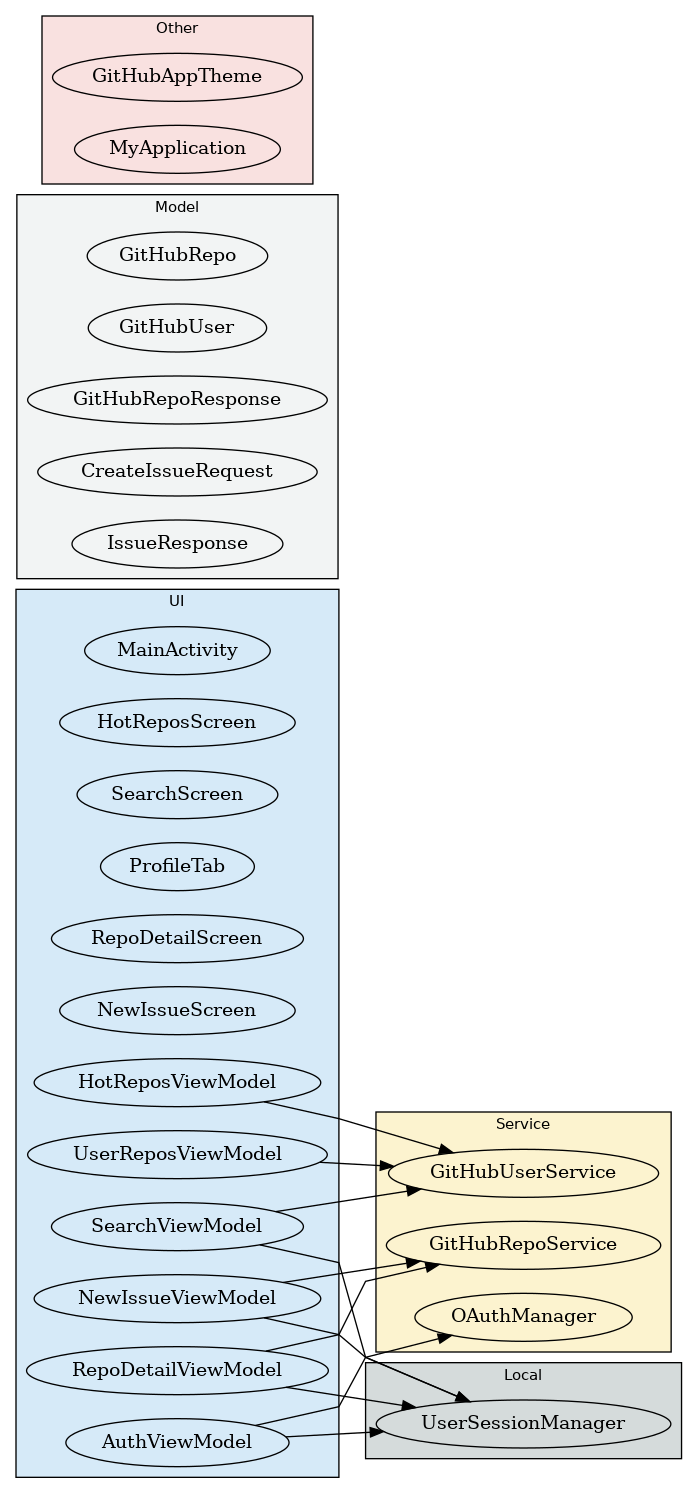 Other
GitHubAppTheme
MyApplication
Model
GitHubRepo
GitHubUser
GitHubRepoResponse
CreateIssueRequest
IssueResponse
UI
MainActivity
HotReposScreen
SearchScreen
ProfileTab
RepoDetailScreen
NewIssueScreen
HotReposViewModel
UserReposViewModel
SearchViewModel
NewIssueViewModel
RepoDetailViewModel
AuthViewModel
Service
GitHubUserService
GitHubRepoService
OAuthManager
Local
UserSessionManager